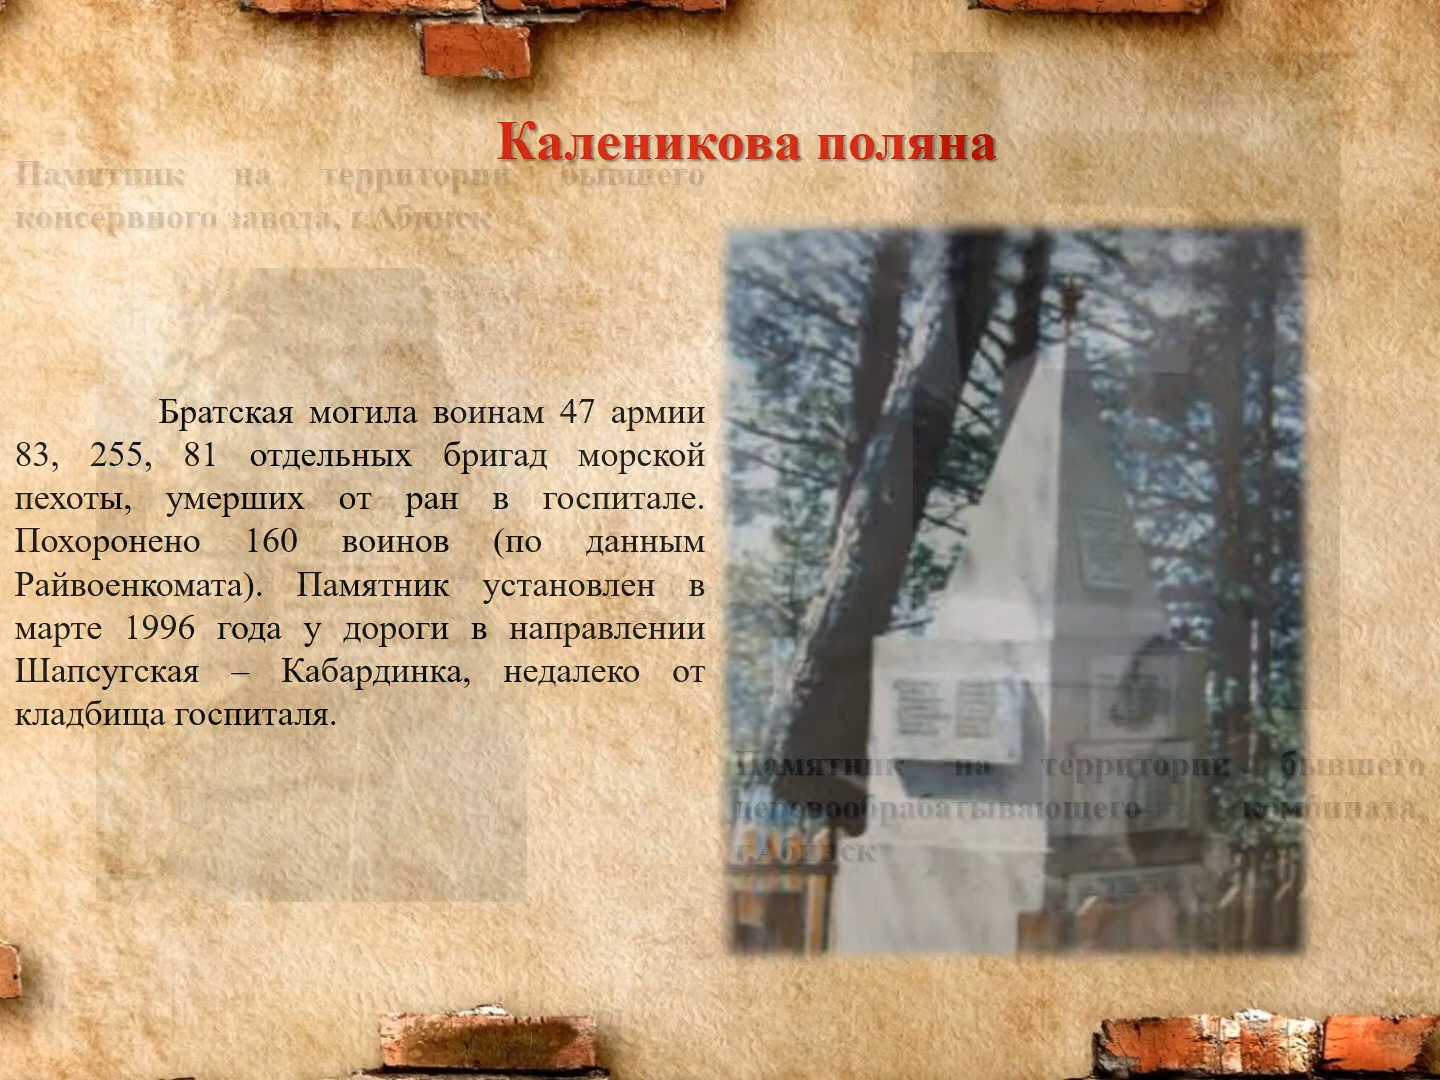 Каленикова поляна
Памятник на территории бывшего
консервного завода, г.Абинск
Братская могила воинам 47 армии
83, 255, 81 отдельных бригад морской
пехоты, умерших от ран в госпитале.
Похоронено 160 воинов (по данным
Райвоенкомата). Памятник установлен в
марте 1996 года у дороги в направлении
Шапсугская – Кабардинка, недалеко от
кладбища госпиталя.
Памятник на территории бывшего
деревообрабатывающего комбината,
г.Абинск